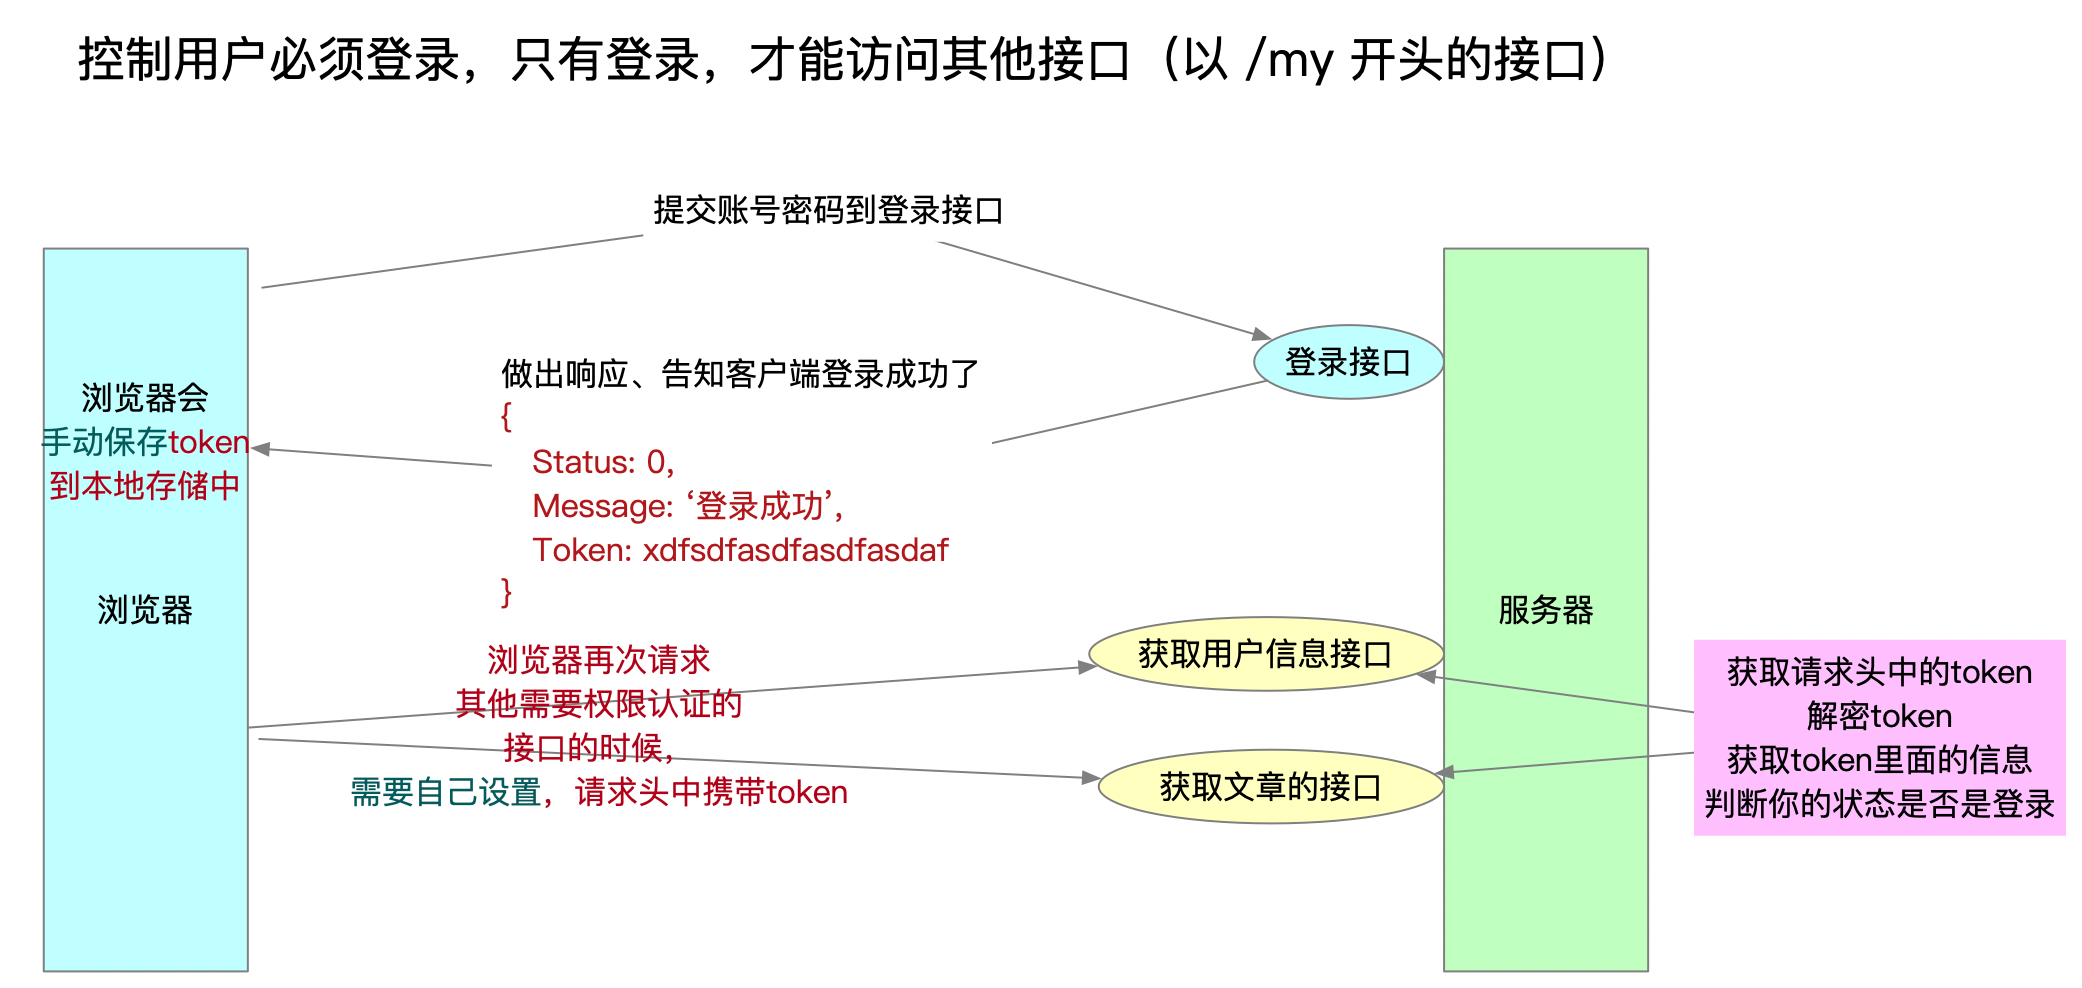 控制用户必须登录，只有登录，才能访问其他接口（以 /my 开头的接口）
提交账号密码到登录接口
登录接口
做出响应、告知客户端登录成功了
{
Status: 0,
Message: ‘登录成功’,
Token: xdfsdfasdfasdfasdaf
}
浏览器会
手动保存token
到本地存储中
浏览器
服务器
浏览器再次请求
其他需要权限认证的
接口的时候，
需要自己设置，请求头中携带token
获取用户信息接口
获取文章的接口
获取请求头中的token
解密token
获取token里面的信息
判断你的状态是否是登录